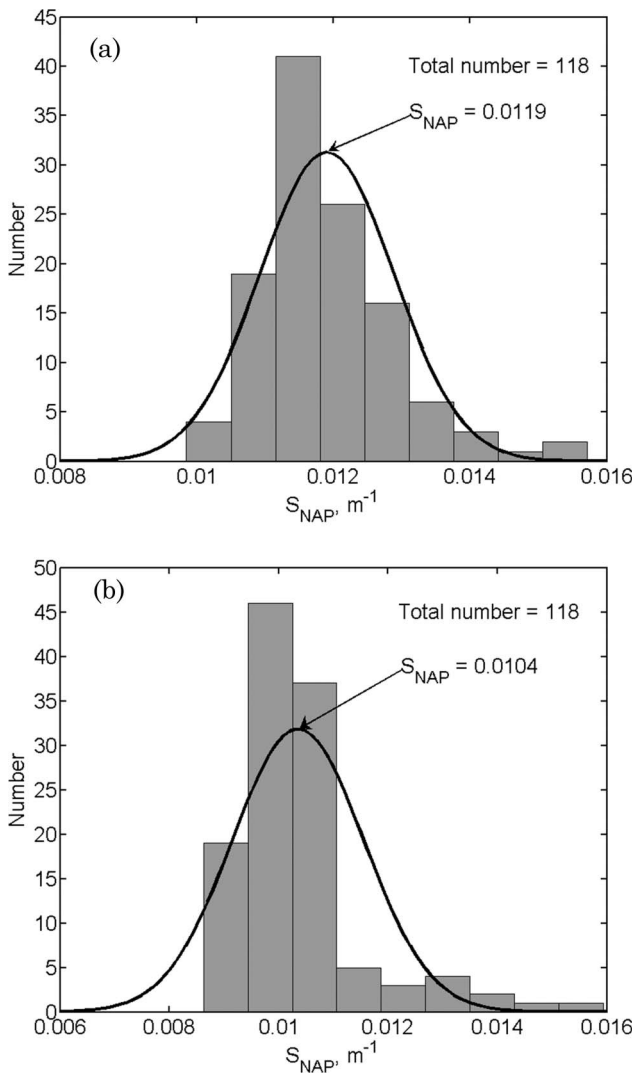 (a)
Total number = 118
S_NAP = 0.0119
Number
45
40
35
30
25
20
15
10
5
0
0.008 0.01 0.012 0.014 0.016
S_NAP, m^-1
(b)
Total number = 118
S_NAP = 0.0104
Number
50
45
40
35
30
25
20
15
10
5
0
0.006 0.008 0.01 0.012 0.014 0.016
S_NAP, m^-1